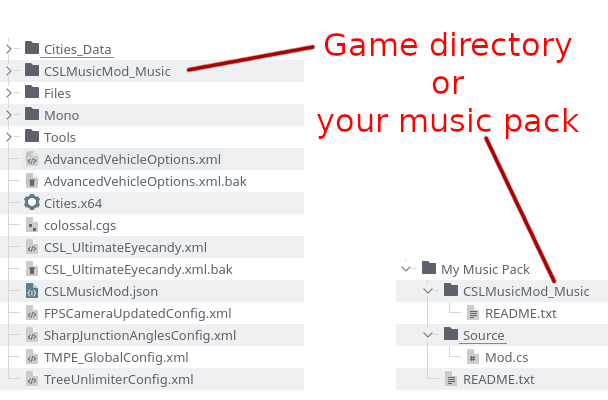 Cities_Data
CSLMusicMod_Music
Files
Mono
Tools
AdvancedVehicleOptions.xml
AdvancedVehicleOptions.xml.bak
Cities.x64
colossal.cgs
CSL_UltimateEyecandy.xml
CSL_UltimateEyecandy.xml.bak
CSLMusicMod.json
FPSCameraUpdatedConfig.xml
SharpJunctionAnglesConfig.xml
TMPE_GlobalConfig.xml
TreeUnlimiterConfig.xml
Game directory
or
your music pack
My Music Pack
CSLMusicMod_Music
README.txt
Source
Mod.cs
README.txt